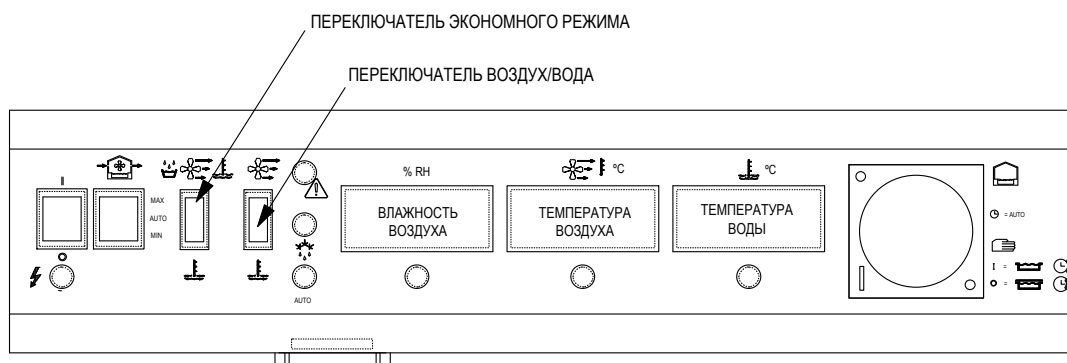 ПЕРЕКЛЮЧАТЕЛЬ ЭКОНОМНОГО РЕЖИМА
ПЕРЕКЛЮЧАТЕЛЬ ВОЗДУХ/ВОДА
I
MAX
AUTO
MIN
% RH
ВЛАЖНОСТЬ
ВОЗДУХА
°C
ТЕМПЕРАТУРА
ВОЗДУХА
°C
ТЕМПЕРАТУРА
ВОДЫ
AUTO
= AUTO
I =
o =